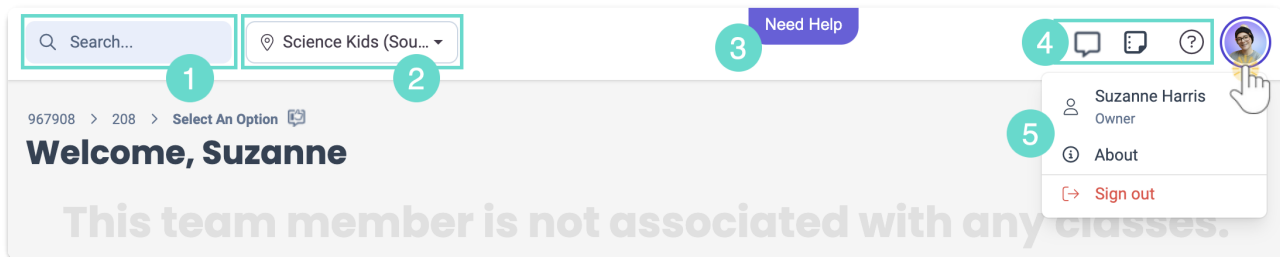 Search...
Science Kids (Sou...
Need Help
1
2
3
4
5
Suzanne Harris
Owner
About
Sign out
967908 > 208 > Select An Option
Welcome, Suzanne
This team member is not associated with any classes.